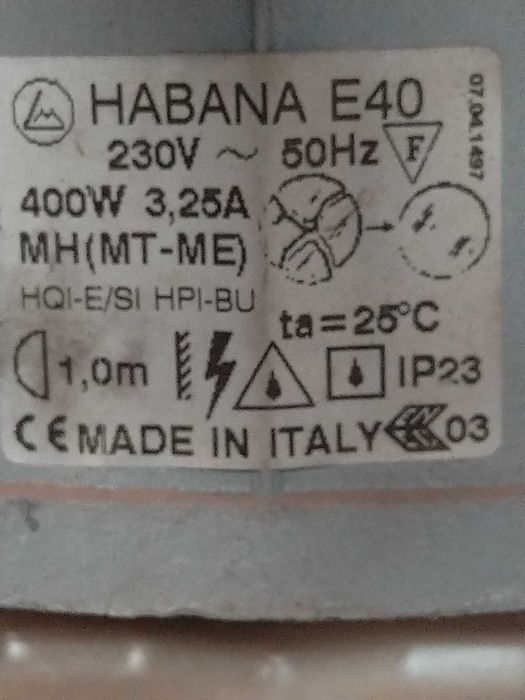 HABANA E40
07.04.1497
230V ~ 50Hz F
400W 3,25A
MH(MT-ME)
HQI-E/SI HPI-BU
ta=25°C
1,0m IP23
CE MADE IN ITALY 03